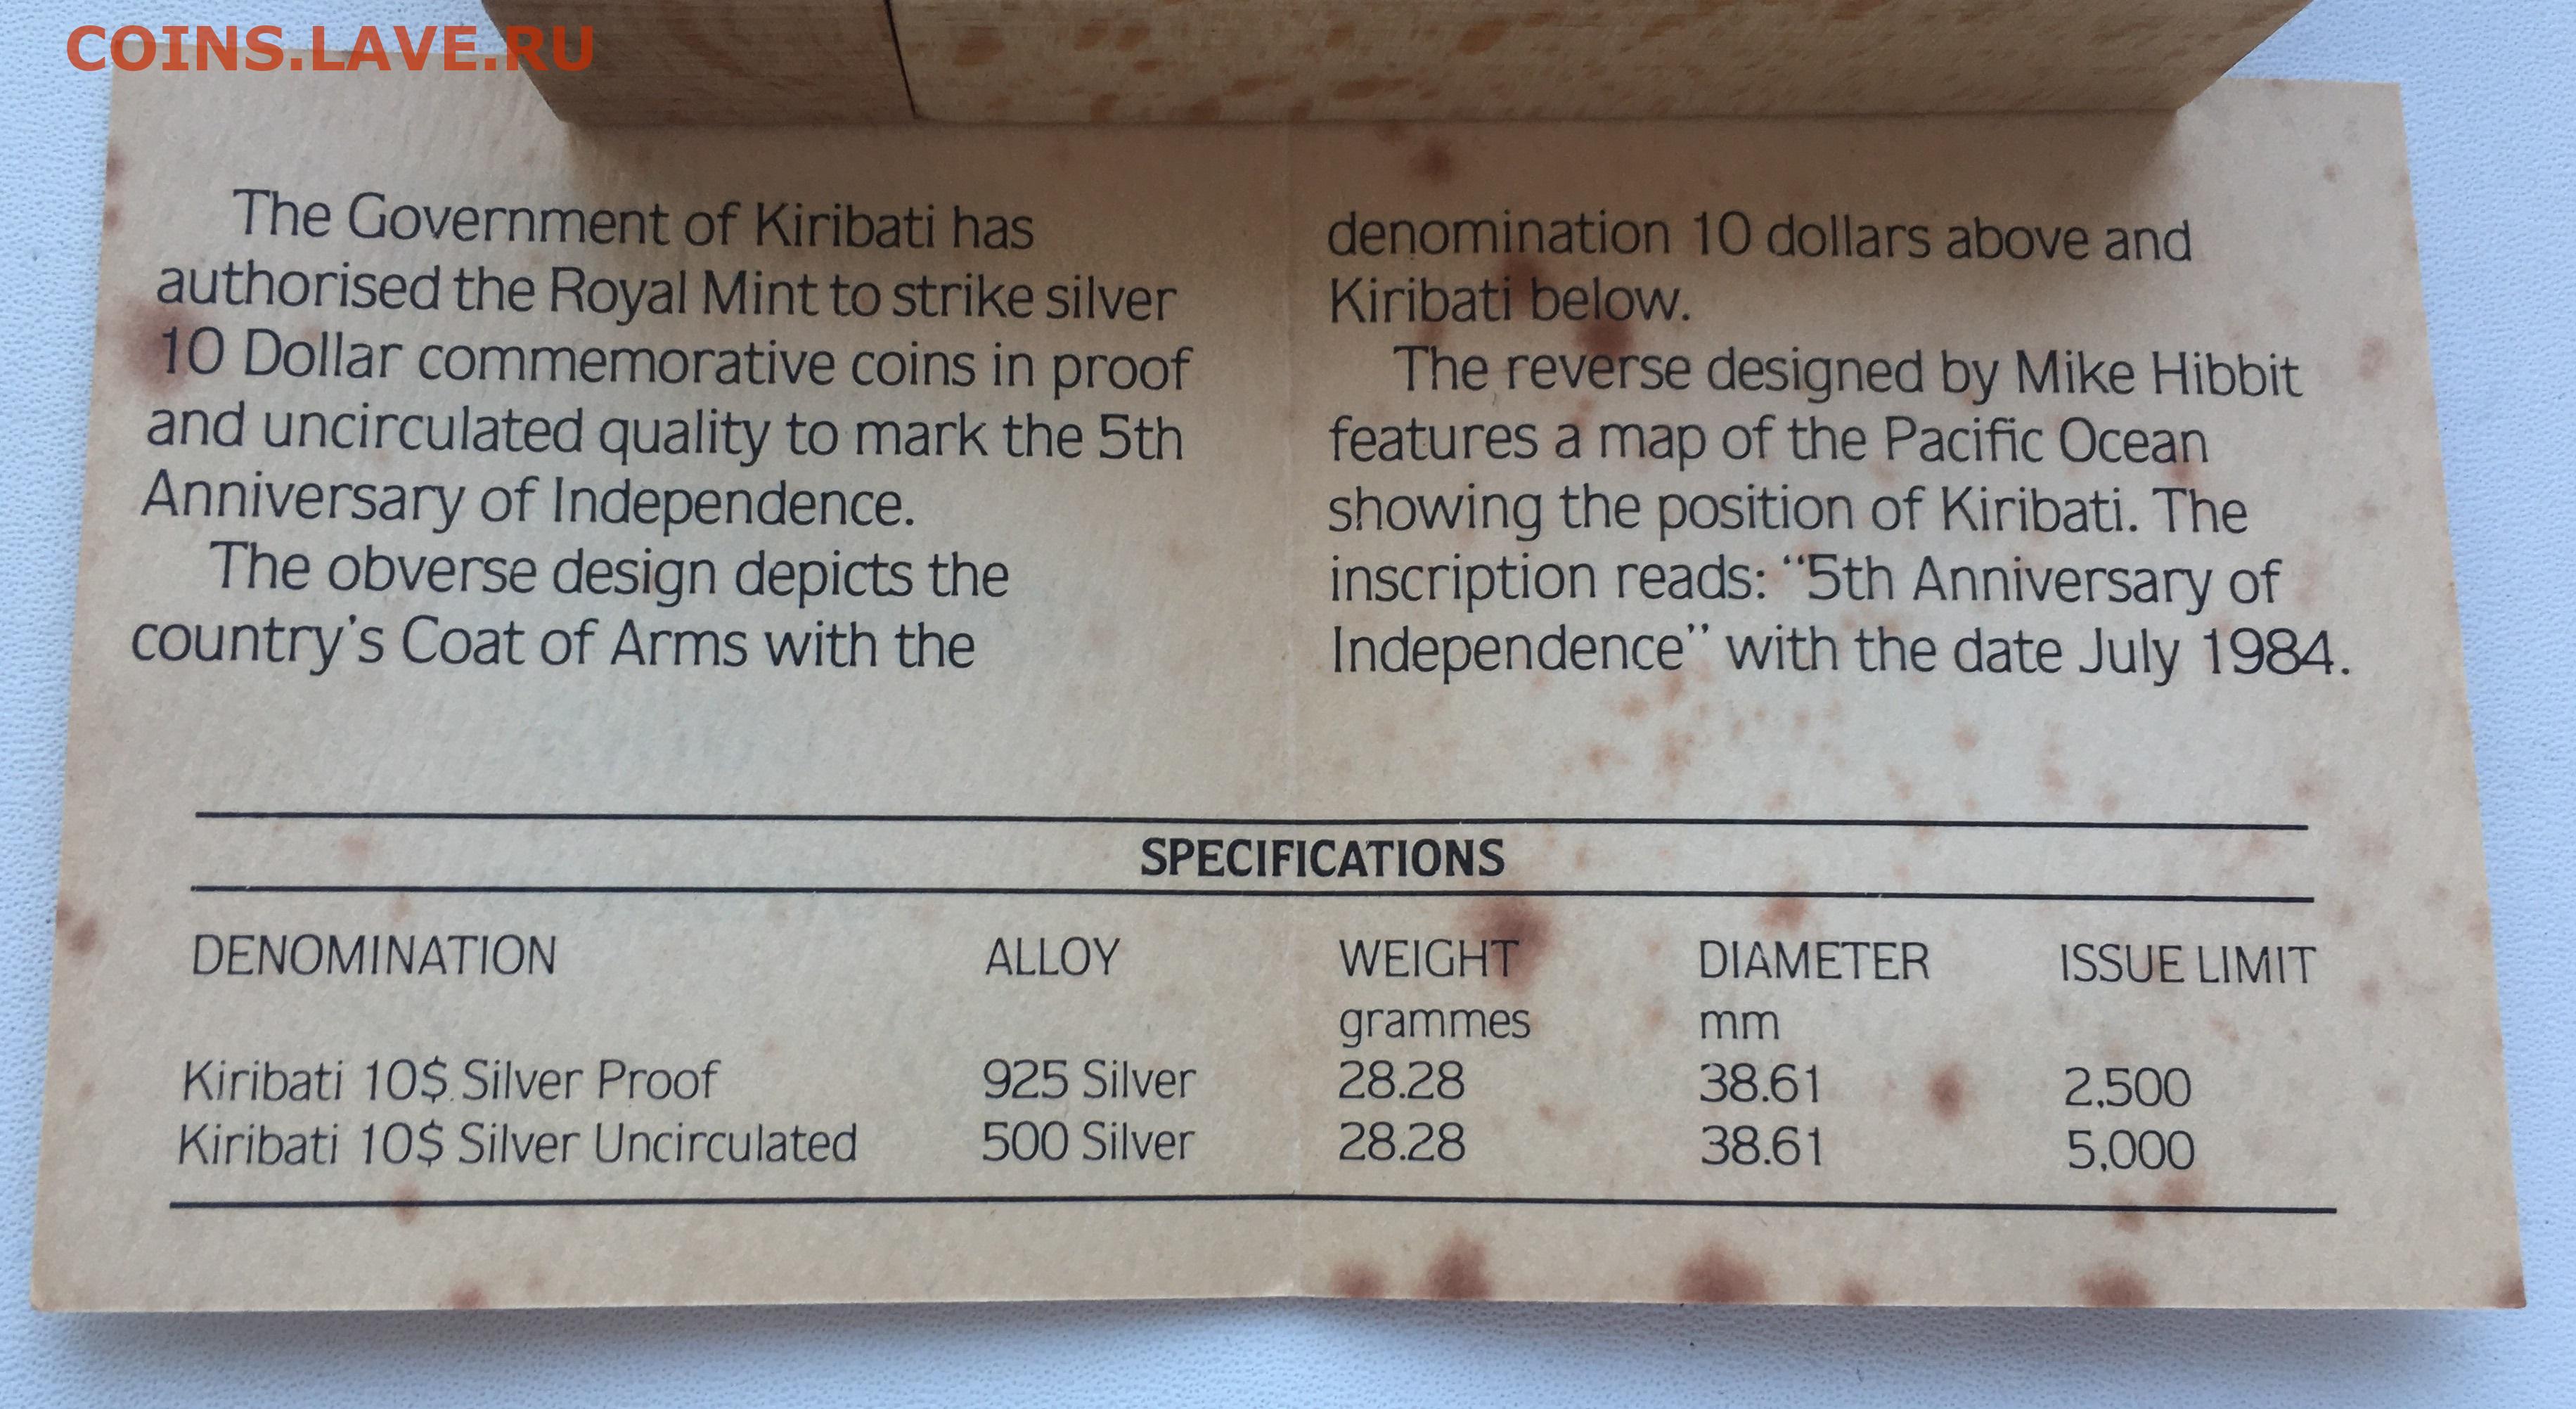 COINS.LAVE.RU
The Government of Kiribati has
authorised the Royal Mint to strike silver
10 Dollar commemorative coins in proof
and uncirculated quality to mark the 5th
Anniversary of Independence.
The obverse design depicts the
country's Coat of Arms with the
denomination 10 dollars above and
Kiribati below.
The reverse designed by Mike Hibbit
features a map of the Pacific Ocean
showing the position of Kiribati. The
inscription reads: “5th Anniversary of
Independence” with the date July 1984.
SPECIFICATIONS
DENOMINATION ALLOY WEIGHT DIAMETER ISSUE LIMIT
grammes mm
Kiribati 10$ Silver Proof 925 Silver 28.28 38.61 2,500
Kiribati 10$ Silver Uncirculated 500 Silver 28.28 38.61 5,000